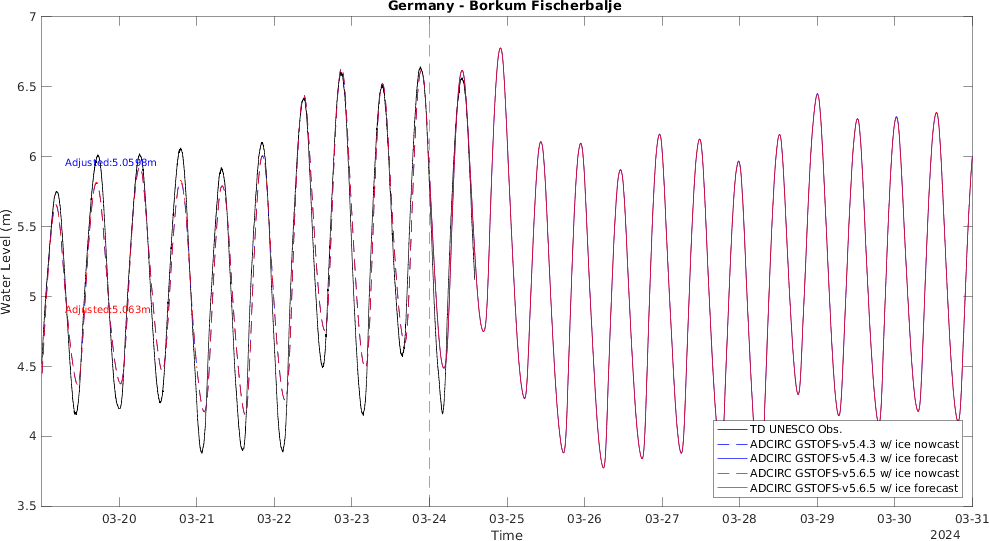 Germany - Borkum Fischerbalje
7
6.5
6
5.5
5
4.5
4
3.5
Water Level (m)
Adjusted:5.0598m
Adjusted:5.063m
TD UNESCO Obs.
ADCIRC GSTOFS-v5.4.3 w/ ice nowcast
ADCIRC GSTOFS-v5.4.3 w/ ice forecast
ADCIRC GSTOFS-v5.6.5 w/ ice nowcast
ADCIRC GSTOFS-v5.6.5 w/ ice forecast
03-20 03-21 03-22 03-23 03-24 03-25 03-26 03-27 03-28 03-29 03-30 03-31
Time
2024